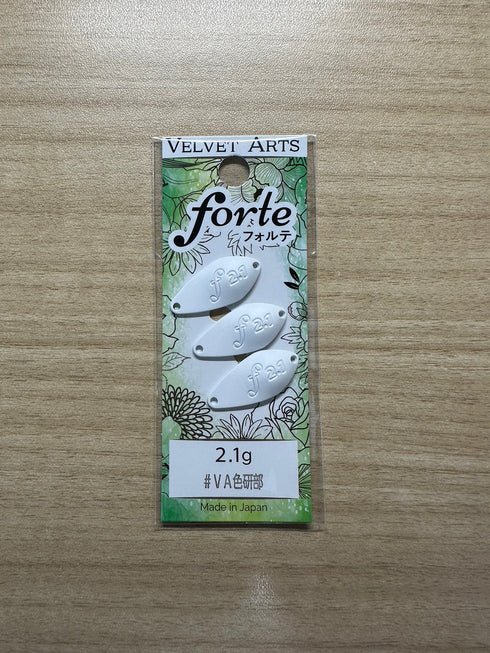 VELVET ARTS
forte
フォルテ
f 2.1
f 2.1
f 2.1
2.1g
#VA色研部
Made in Japan